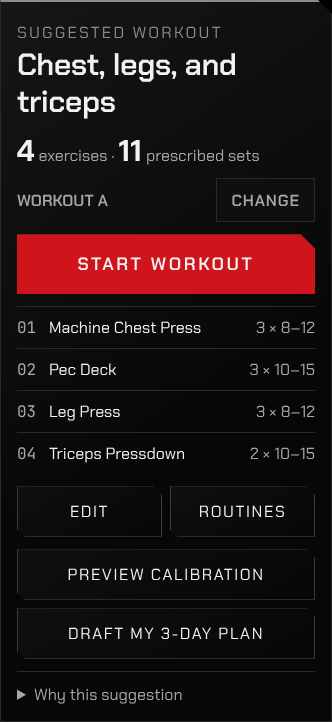 SUGGESTED WORKOUT
Chest, legs, and
triceps
4 exercises · 11 prescribed sets
WORKOUT A
CHANGE
START WORKOUT
01 Machine Chest Press 3 × 8–12
02 Pec Deck 3 × 10–15
03 Leg Press 3 × 8–12
04 Triceps Pressdown 2 × 10–15
EDIT
ROUTINES
PREVIEW CALIBRATION
DRAFT MY 3-DAY PLAN
▶ Why this suggestion